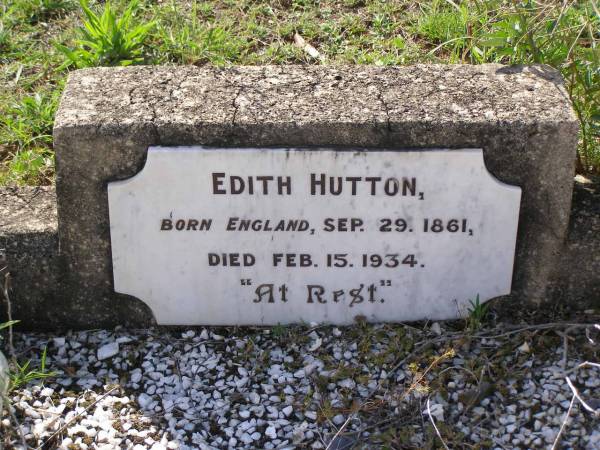 EDITH HUTTON,
BORN ENGLAND, SEP. 29. 1861,
DIED FEB. 15. 1934.
"At Rest."